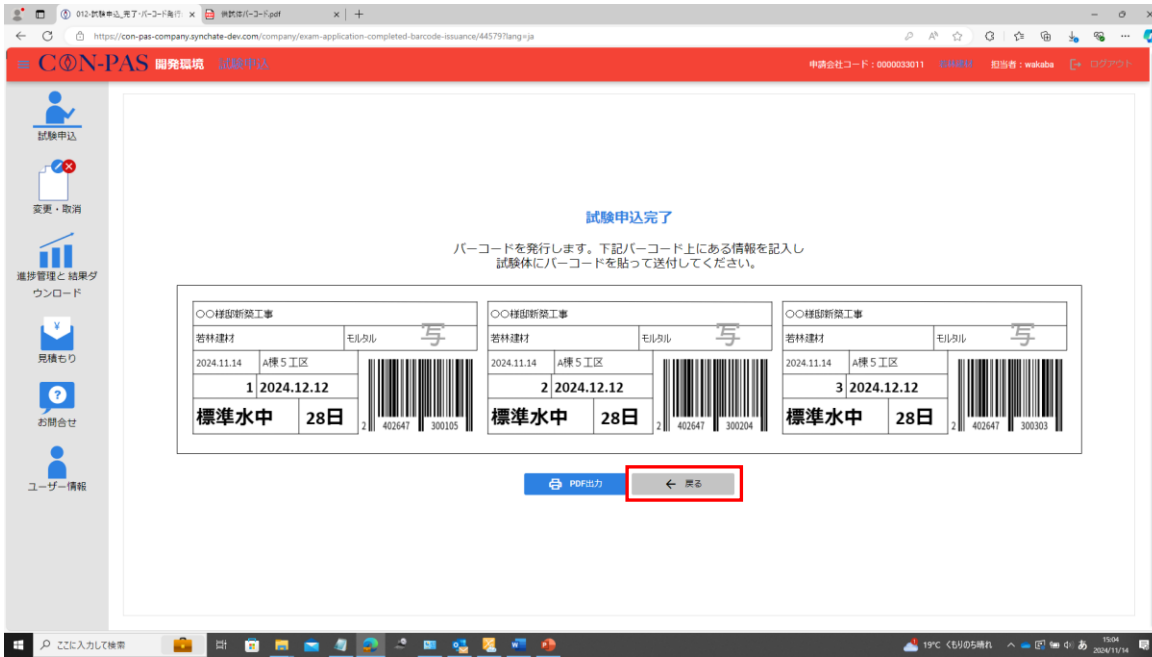 012-試験申込_完了・バーコード発行
供試体バーコード.pdf
https://con-pas-company.synchate-dev.com/company/exam-application-completed-barcode-issuance/44579?lang=ja
CON-PAS 開発環境 試験申込
申請会社コード：0000033011
担当者：wakaba
ログアウト
試験申込
変更・取消
進捗管理と結果ダ
ウンロード
見積もり
お問合せ
ユーザー情報
試験申込完了
バーコードを発行します。下記バーコード上にある情報を記入し
試験体にバーコードを貼って送付してください。
〇〇様邸新築工事
若林建材 モルタル 写
2024.11.14 A棟５工区
1 2024.12.12
標準水中 28日
2 402647 300105
〇〇様邸新築工事
若林建材 モルタル 写
2024.11.14 A棟５工区
2 2024.12.12
標準水中 28日
2 402647 300204
〇〇様邸新築工事
若林建材 モルタル 写
2024.11.14 A棟５工区
3 2024.12.12
標準水中 28日
2 402647 300303
PDF出力
戻る
ここに入力して検索
19°C くもりのち晴れ
あ
15:04
2024/11/14